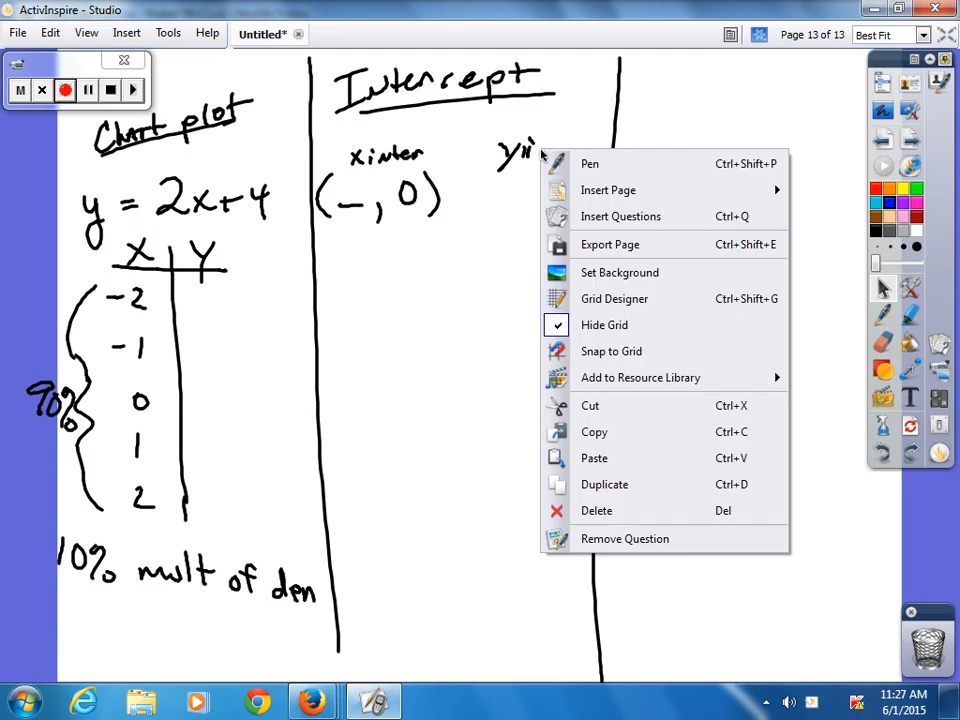 ActivInspire - Studio
File Edit View Insert Tools Help
Untitled*
Page 13 of 13
Best Fit
M
Chart plot
y = 2x+4
X Y
-2
-1
0
1
2
90%
10% mult of den
Intercept
x inter
(_, 0)
Pen Ctrl+Shift+P
Insert Page
Insert Questions Ctrl+Q
Export Page Ctrl+Shift+E
Set Background
Grid Designer Ctrl+Shift+G
Hide Grid
Snap to Grid
Add to Resource Library
Cut Ctrl+X
Copy Ctrl+C
Paste Ctrl+V
Duplicate Ctrl+D
Delete Del
Remove Question
11:27 AM
6/1/2015